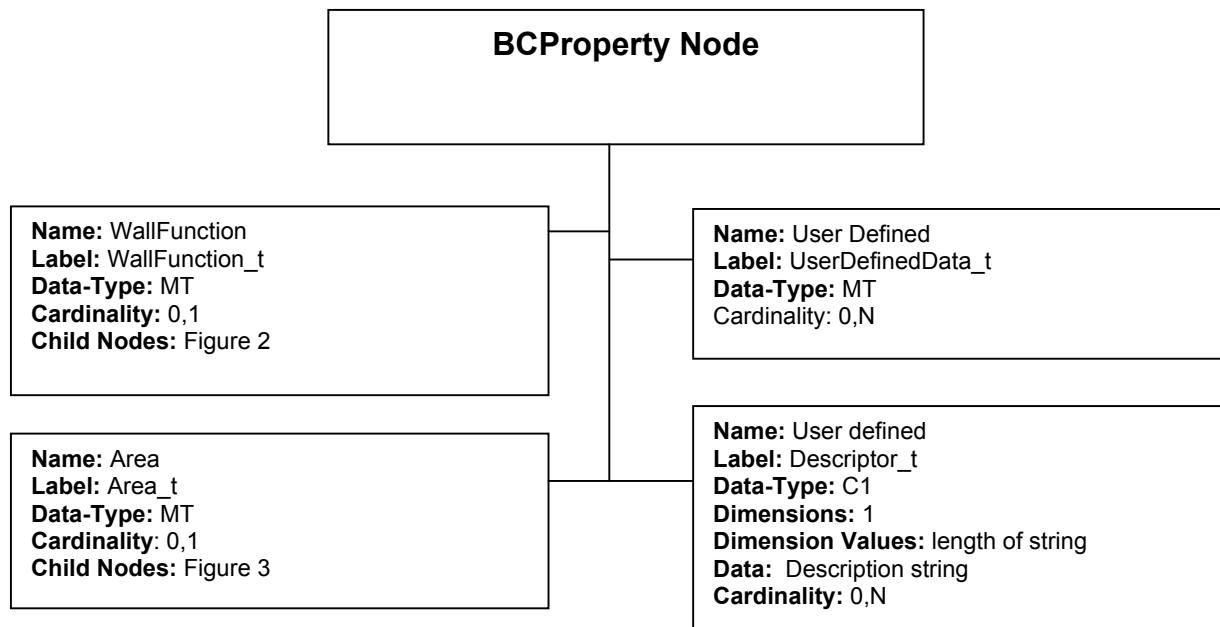 BCProperty Node
Name: WallFunction
Label: WallFunction_t
Data-Type: MT
Cardinality: 0,1
Child Nodes: Figure 2
Name: User Defined
Label: UserDefinedData_t
Data-Type: MT
Cardinality: 0,N
Name: Area
Label: Area_t
Data-Type: MT
Cardinality: 0,1
Child Nodes: Figure 3
Name: User defined
Label: Descriptor_t
Data-Type: C1
Dimensions: 1
Dimension Values: length of string
Data: Description string
Cardinality: 0,N